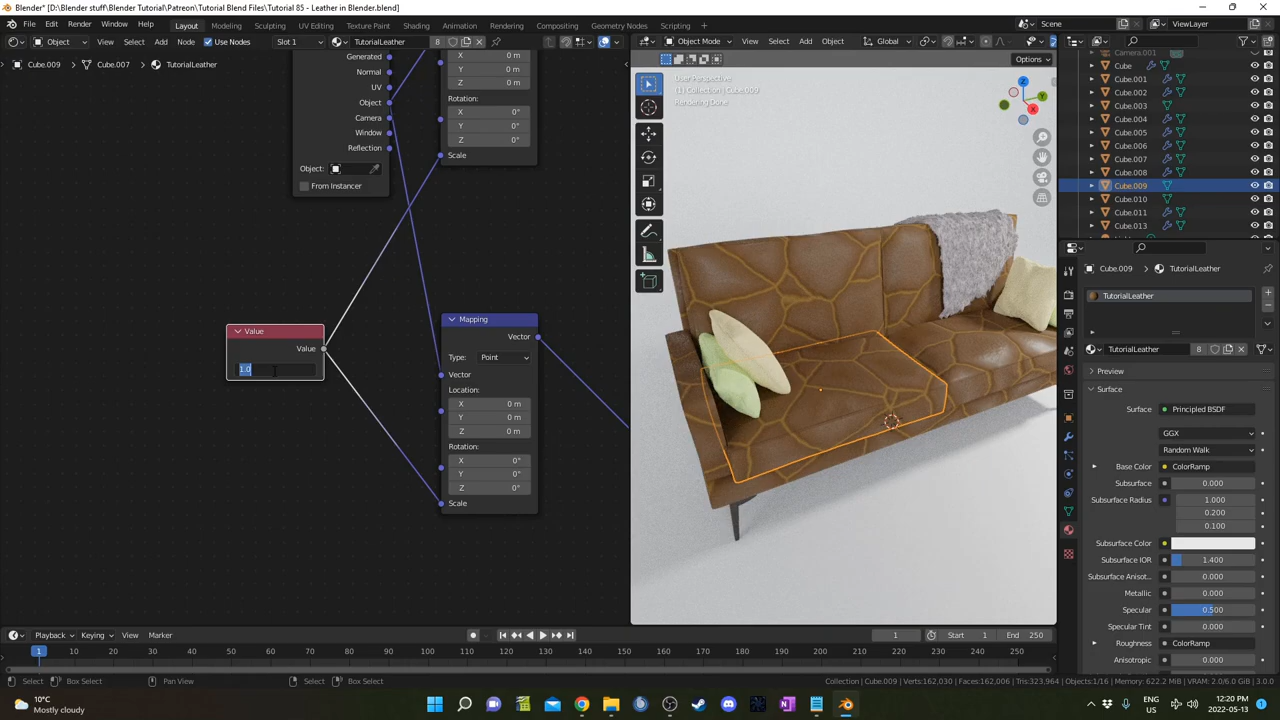 Blender* [D:\Blender stuff\Blender Tutorial\Patreon\Tutorial Blend Files\Tutorial 85 - Leather in Blender.blend]
File Edit Render Window Help Layout Modeling Sculpting UV Editing Texture Paint Shading Animation Rendering Compositing Geometry Nodes Scripting Scene ViewLayer
Object View Select Add Node Use Nodes Slot 1 TutorialLeather 8
Object Mode View Select Add Object Global
Cube.009 Cube.007 TutorialLeather
Options
Generated
Normal
UV
Object
Camera
Window
Reflection
Object:
From Instancer
X 0 m
Y 0 m
Z 0 m
Rotation:
X 0°
Y 0°
Z 0°
Scale
Value
Value
1.0
Mapping
Vector
Type: Point
Vector
Location:
X 0 m
Y 0 m
Z 0 m
Rotation:
X 0°
Y 0°
Z 0°
Scale
User Perspective
(1) Collection | Cube.009
Rendering Done
Z
Y
X
Camera.001
Cube
Cube.001
Cube.002
Cube.003
Cube.004
Cube.005
Cube.006
Cube.007
Cube.008
Cube.009
Cube.010
Cube.011
Cube.013
Cube.009 TutorialLeather
TutorialLeather
TutorialLeather 8
Preview
Surface
Surface Principled BSDF
GGX
Random Walk
Base Color ColorRamp
Subsurface 0.000
Subsurface Radius 1.000
0.200
0.100
Subsurface Color
Subsurface IOR 1.400
Subsurface Anisot... 0.000
Metallic 0.000
Specular 0.500
Specular Tint 0.000
Roughness ColorRamp
Anisotropic 0.000
Playback Keying View Marker 1 Start 1 End 250
1 10 20 30 40 50 60 70 80 90 100 110 120 130 140 150 160 170 180 190 200 210 220 230 240 250
Select Box Select Pan View Select Box Select
Collection | Cube.009 | Verts:162,030 | Faces:162,006 | Tris:323,964 | Objects:1/16 | Memory: 622.2 MiB | VRAM: 2.0/6.0 GiB | 3.0.0
10°C
Mostly cloudy
ENG
US
12:20 PM
2022-05-13